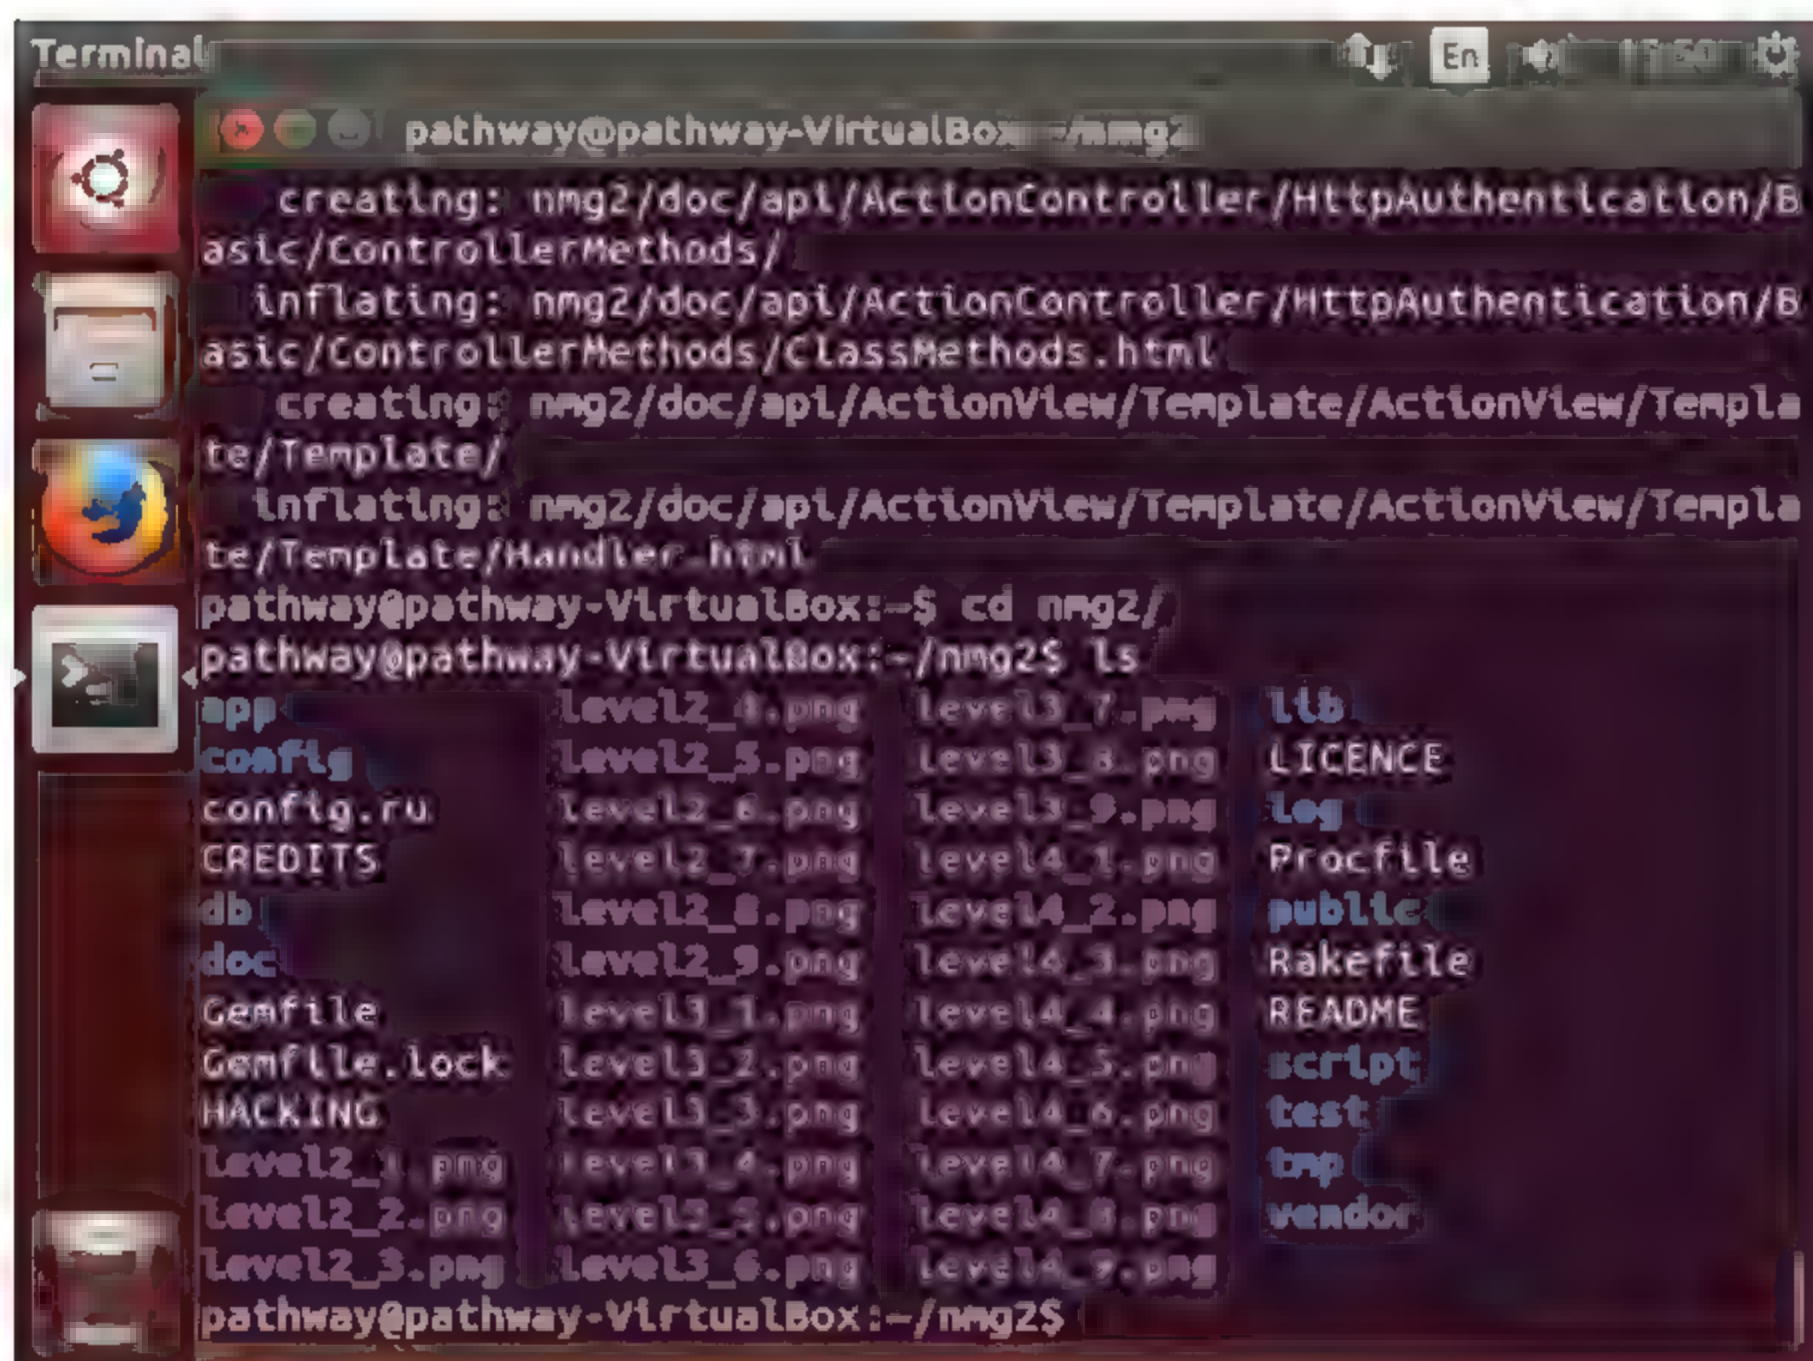 Terminal En
pathway@pathway-VirtualBox: ~/nmg2
creating: nmg2/doc/api/ActionController/HttpAuthentication/B
asic/ControllerMethods/
inflating: nmg2/doc/api/ActionController/HttpAuthentication/B
asic/ControllerMethods/ClassMethods.html
creating: nmg2/doc/api/ActionView/Template/ActionView/Templa
te/Template/
inflating: nmg2/doc/api/ActionView/Template/ActionView/Templa
te/Template/Handler.html
pathway@pathway-VirtualBox:~$ cd nmg2/
pathway@pathway-VirtualBox:~/nmg2$ ls
app level2_4.png level3_7.png lib
config level2_5.png level3_8.png LICENCE
config.ru level2_6.png level3_9.png log
CREDITS level2_7.png level4_1.png Procfile
db level2_8.png level4_2.png public
doc level2_9.png level4_3.png Rakefile
Gemfile level3_1.png level4_4.png README
Gemfile.lock level3_2.png level4_5.png script
HACKING level3_3.png level4_6.png test
level2_1.png level3_4.png level4_7.png tmp
level2_2.png level3_5.png level4_8.png vendor
level2_3.png level3_6.png level4_9.png
pathway@pathway-VirtualBox:~/nmg2$